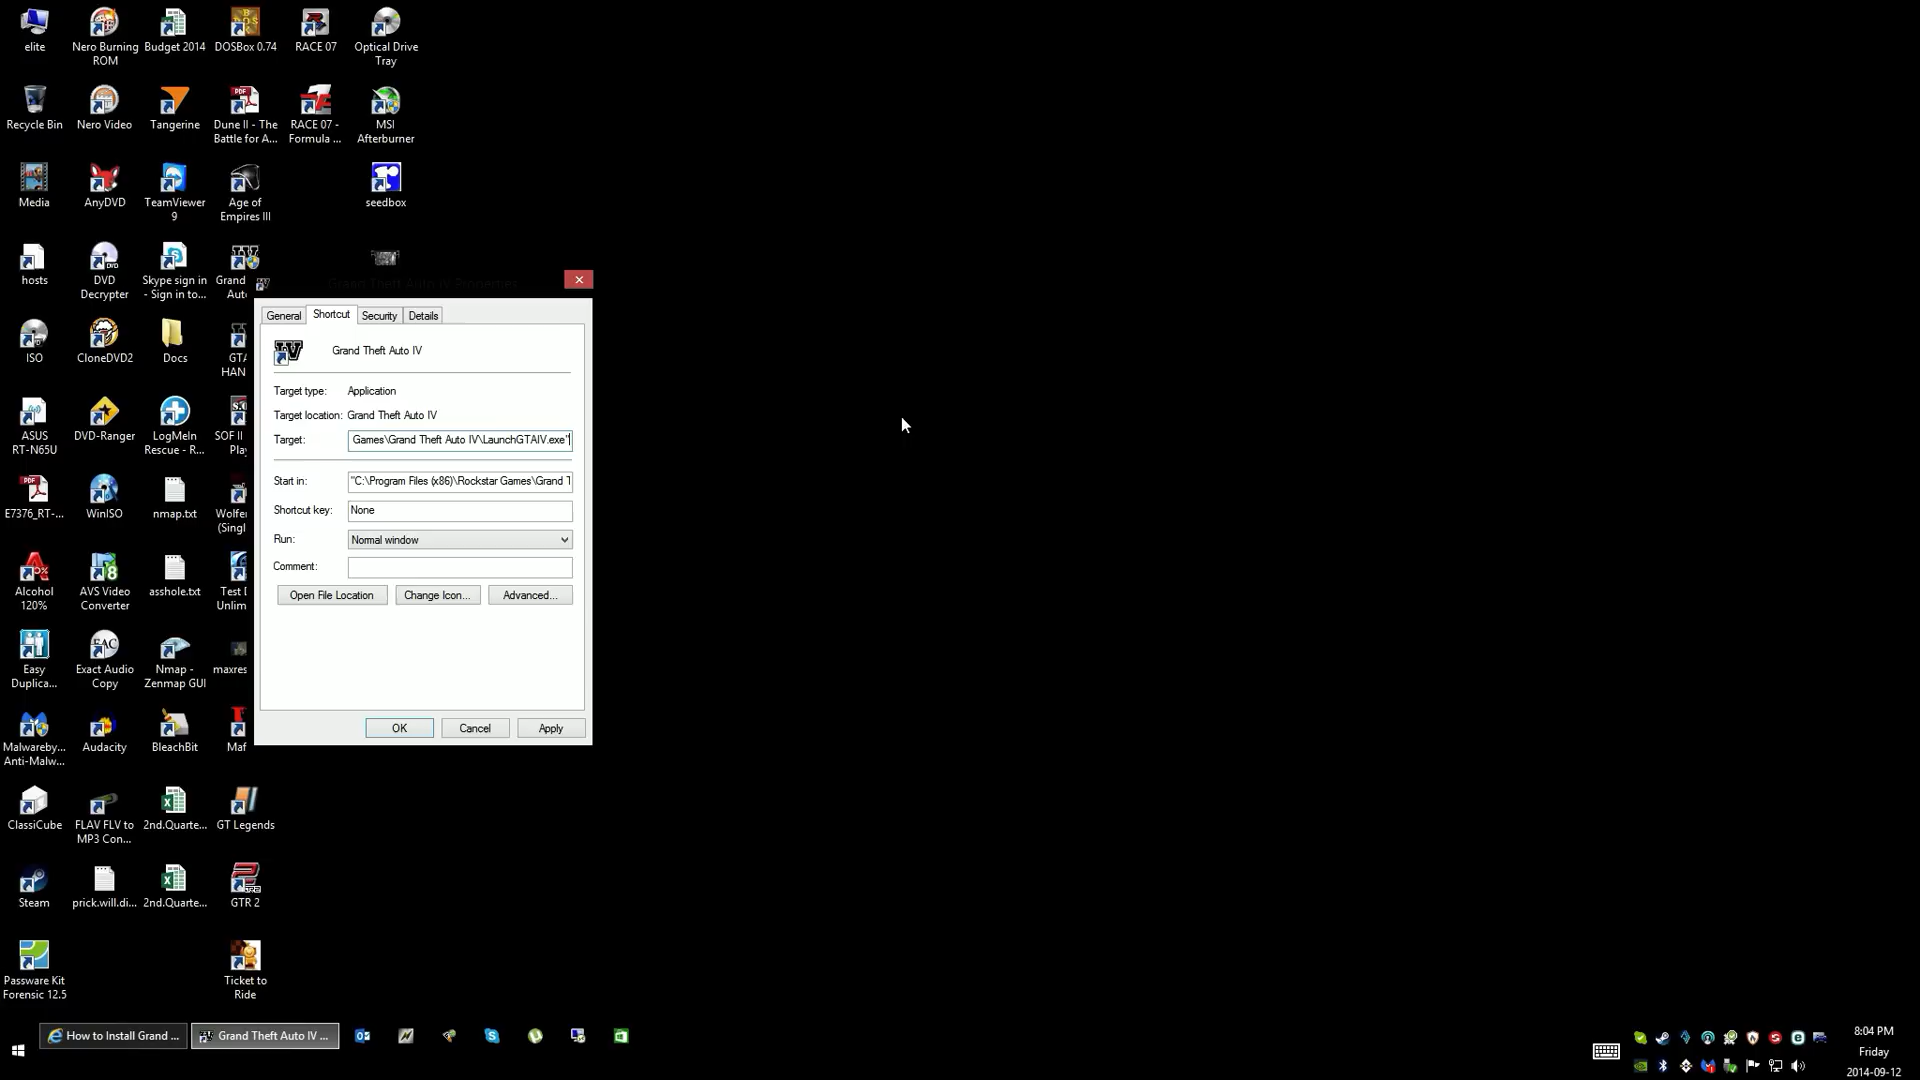 elite
Nero Burning
ROM
Budget 2014
DOSBox 0.74
RACE 07
Optical Drive
Tray
Recycle Bin
Nero Video
Tangerine
Dune II - The
Battle for A...
RACE 07 -
Formula ...
MSI
Afterburner
Media
AnyDVD
TeamViewer
9
Age of
Empires III
seedbox
hosts
DVD
Decrypter
Skype sign in
- Sign in to...
Grand
Auto
Grand Theft Auto IV Properties
General
Shortcut
Security
Details
Grand Theft Auto IV
Target type:
Application
Target location:
Grand Theft Auto IV
Target:
Games\Grand Theft Auto IV\LaunchGTAIV.exe"
Start in:
"C:\Program Files (x86)\Rockstar Games\Grand T
Shortcut key:
None
Run:
Normal window
Comment:
Open File Location
Change Icon...
Advanced...
OK
Cancel
Apply
ISO
CloneDVD2
Docs
GTA
HAN
ASUS
RT-N65U
DVD-Ranger
LogMeIn
Rescue - R...
SOF II
Play
E7376_RT-...
WinISO
nmap.txt
Wolfen
(Singl
Alcohol
120%
AVS Video
Converter
asshole.txt
Test D
Unlim
Easy
Duplica...
Exact Audio
Copy
Nmap -
Zenmap GUI
maxres
Malwareby...
Anti-Malw...
Audacity
BleachBit
Maf
ClassiCube
FLAV FLV to
MP3 Con...
2nd.Quarte...
GT Legends
Steam
prick.will.di...
2nd.Quarte...
GTR 2
Passware Kit
Forensic 12.5
Ticket to
Ride
How to Install Grand ...
Grand Theft Auto IV ...
8:04 PM
Friday
2014-09-12